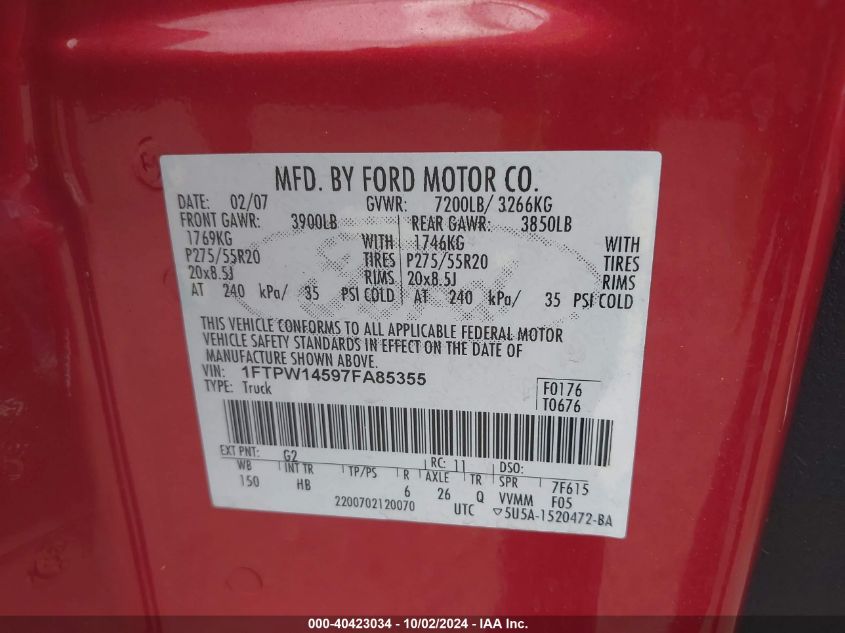 MFD. BY FORD MOTOR CO.
DATE: 02/07 GVWR: 7200LB/ 3266KG
FRONT GAWR: 3900LB REAR GAWR: 3850LB
1769KG WITH 1746KG WITH
P275/55R20 TIRES P275/55R20 TIRES
20x8.5J RIMS 20x8.5J RIMS
AT 240 kPa/ 35 PSI COLD AT 240 kPa/ 35 PSI COLD
THIS VEHICLE CONFORMS TO ALL APPLICABLE FEDERAL MOTOR
VEHICLE SAFETY STANDARDS IN EFFECT ON THE DATE OF
MANUFACTURE SHOWN ABOVE.
VIN: 1FTPW14597FA85355
TYPE: Truck F0176
T0676
EXT PNT: G2 RC: 11 DSO:
WB INT TR TP/PS R AXLE TR SPR 7F615
150 HB 6 26 Q VVMM F05
2200702120070 UTC ▽5U5A-1520472-BA
000-40423034 - 10/02/2024 - IAA Inc.